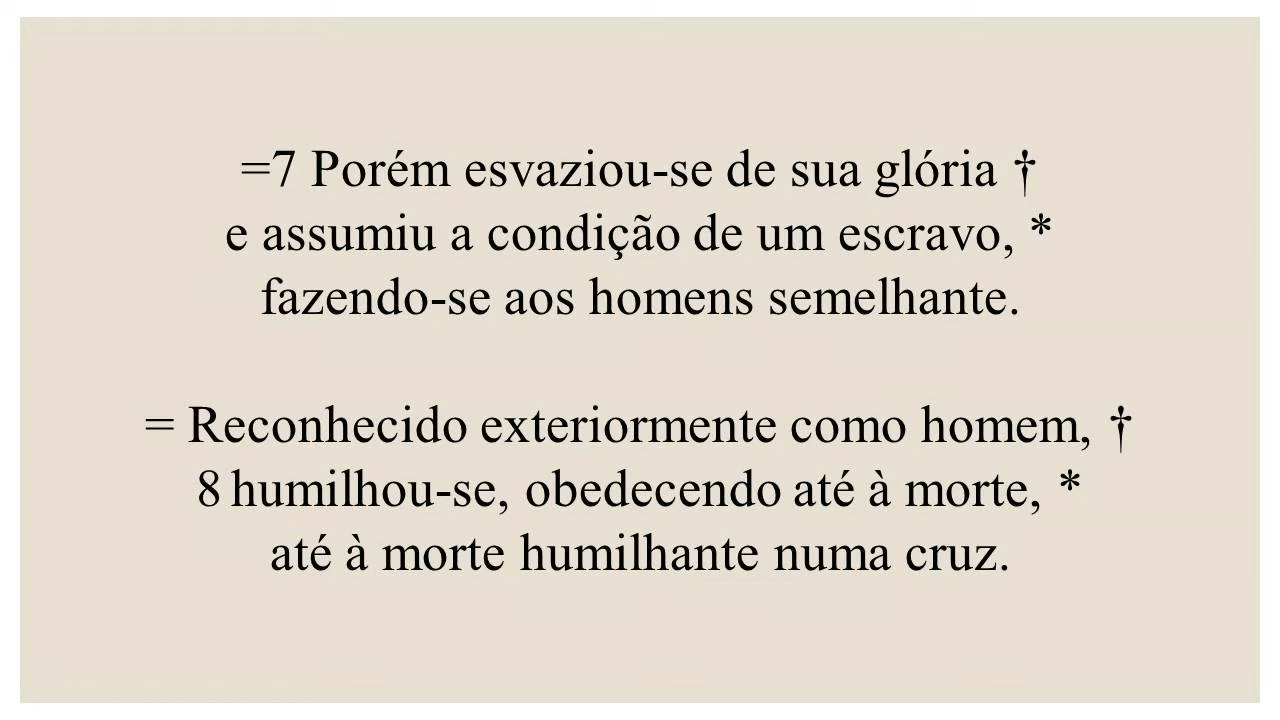 =7 Porém esvaziou-se de sua glória †
e assumiu a condição de um escravo, *
fazendo-se aos homens semelhante.
= Reconhecido exteriormente como homem, †
8 humilhou-se, obedecendo até à morte, *
até à morte humilhante numa cruz.